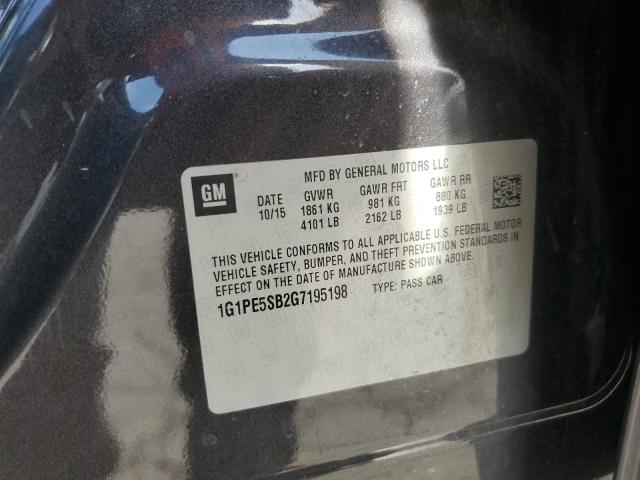 MFD BY GENERAL MOTORS LLC
GM
DATE GVWR GAWR FRT GAWR RR
10/15 1861 KG 981 KG 880 KG
4101 LB 2162 LB 1939 LB
THIS VEHICLE CONFORMS TO ALL APPLICABLE U.S. FEDERAL MOTOR
VEHICLE SAFETY, BUMPER, AND THEFT PREVENTION STANDARDS IN
EFFECT ON THE DATE OF MANUFACTURE SHOWN ABOVE.
1G1PE5SB2G7195198 TYPE: PASS CAR